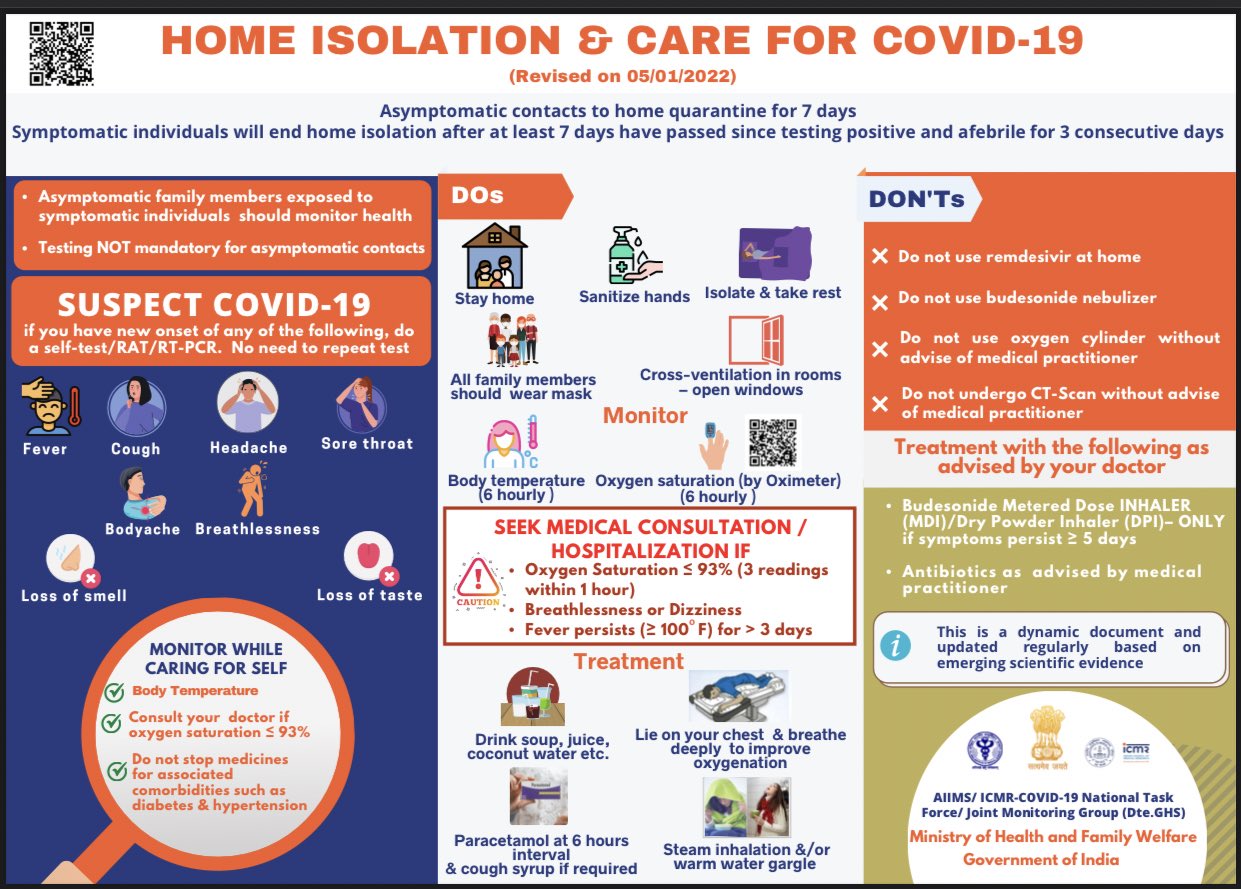 HOME ISOLATION & CARE FOR COVID-19
(Revised on 05/01/2022)
Asymptomatic contacts to home quarantine for 7 days
Symptomatic individuals will end home isolation after at least 7 days have passed since testing positive and afebrile for 3 consecutive days
• Asymptomatic family members exposed to
symptomatic individuals should monitor health
• Testing NOT mandatory for asymptomatic contacts
SUSPECT COVID-19
if you have new onset of any of the following, do
a self-test/RAT/RT-PCR. No need to repeat test
Fever
Cough
Headache
Sore throat
Bodyache
Breathlessness
Loss of smell
Loss of taste
MONITOR WHILE
CARING FOR SELF
Body Temperature
Consult your doctor if
oxygen saturation ≤ 93%
Do not stop medicines
for associated
comorbidities such as
diabetes & hypertension
DOs
Stay home
Sanitize hands
Isolate & take rest
All family members
should wear mask
Cross-ventilation in rooms
– open windows
Monitor
°C
Body temperature
(6 hourly )
Oxygen saturation (by Oximeter)
(6 hourly )
SEEK MEDICAL CONSULTATION /
HOSPITALIZATION IF
CAUTION
• Oxygen Saturation ≤ 93% (3 readings
within 1 hour)
• Breathlessness or Dizziness
• Fever persists (≥ 100° F) for > 3 days
Treatment
Drink soup, juice,
coconut water etc.
Lie on your chest & breathe
deeply to improve
oxygenation
Paracetamol at 6 hours
interval
& cough syrup if required
Steam inhalation &/or
warm water gargle
DON'Ts
Do not use remdesivir at home
Do not use budesonide nebulizer
Do not use oxygen cylinder without
advise of medical practitioner
Do not undergo CT-Scan without advise
of medical practitioner
Treatment with the following as
advised by your doctor
• Budesonide Metered Dose INHALER
(MDI)/Dry Powder Inhaler (DPI)– ONLY
if symptoms persist ≥ 5 days
• Antibiotics as advised by medical
practitioner
i
This is a dynamic document and
updated regularly based on
emerging scientific evidence
सत्यमेव जयते
icmr
AIIMS/ ICMR-COVID-19 National Task
Force/ Joint Monitoring Group (Dte.GHS)
Ministry of Health and Family Welfare
Government of India